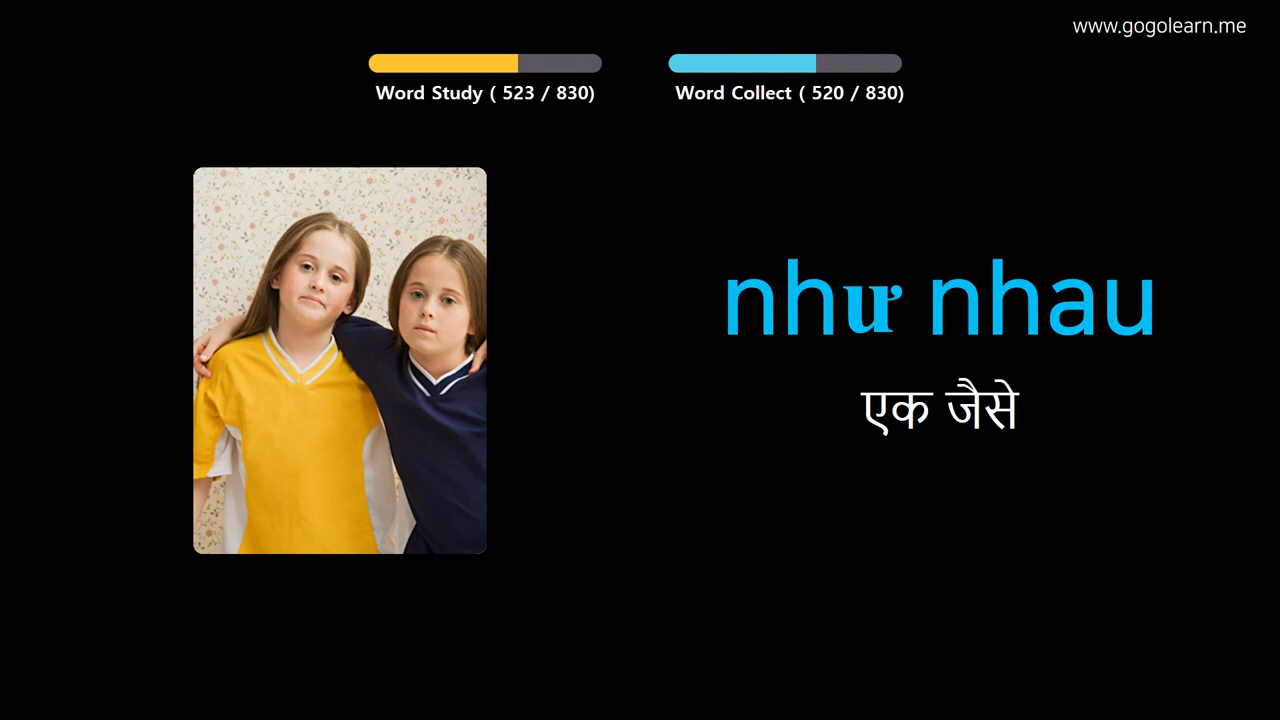 www.gogolearn.me
Word Study ( 523 / 830)
Word Collect ( 520 / 830)
như nhau
एक जैसे